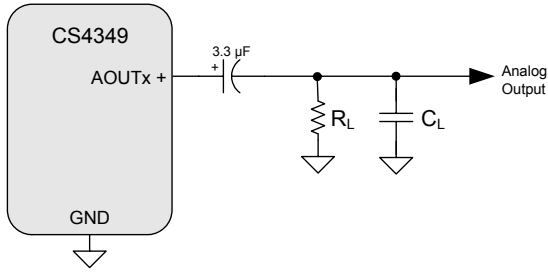 CS4349
3.3 µF
+
AOUTx +
Analog
Output
RL
CL
GND